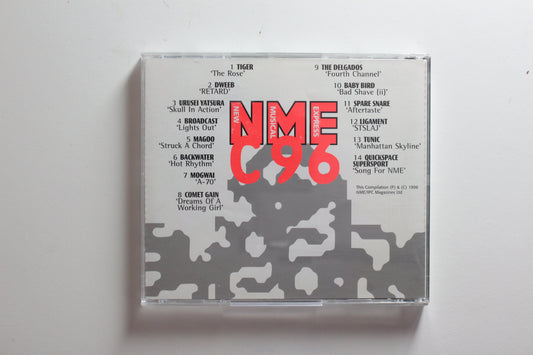 1 TIGER
'The Rose'
2 DWEEB
'RETARD'
3 URUSEI YATSURA
'Skull In Action'
4 BROADCAST
'Lights Out'
5 MAGOO
'Struck A Chord'
6 BACKWATER
'Hot Rhythm'
7 MOGWAI
'A-70'
8 COMET GAIN
'Dreams Of A
Working Girl'
NME
NEW
MUSICAL
EXPRESS
C96
9 THE DELGADOS
'Fourth Channel'
10 BABY BIRD
'Bad Shave (ii)'
11 SPARE SNARE
'Aftertaste'
12 LIGAMENT
'STSLAJ'
13 TUNIC
'Manhattan Skyline'
14 QUICKSPACE
SUPERSPORT
'Song For NME'
This Compilation (P) & (C) 1996
NME/IPC Magazines Ltd